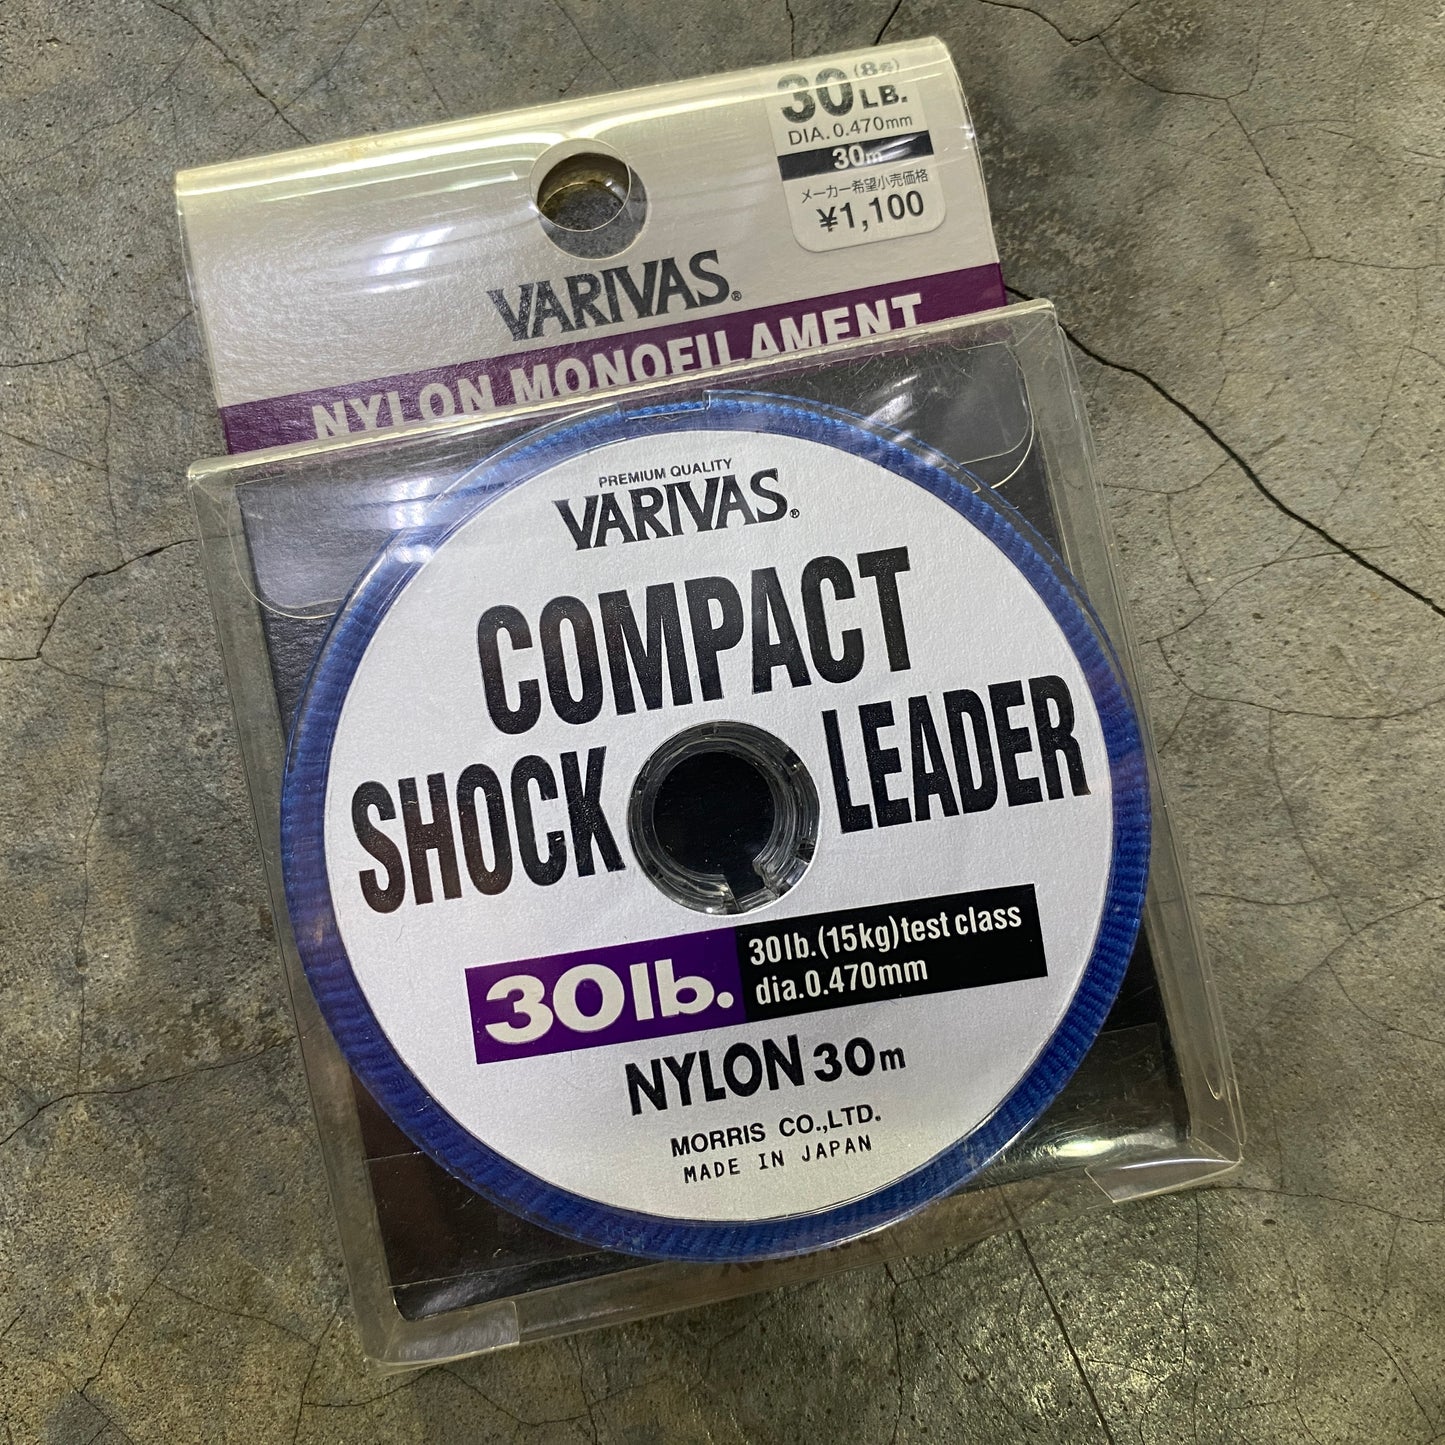 30 (8号)
LB.
DIA. 0.470mm
30m
メーカー希望小売価格
¥1,100
VARIVAS®
NYLON MONOFILAMENT
PREMIUM QUALITY
VARIVAS®
COMPACT
SHOCK LEADER
30lb.
30lb.(15kg)test class
dia.0.470mm
NYLON 30m
MORRIS CO.,LTD.
MADE IN JAPAN